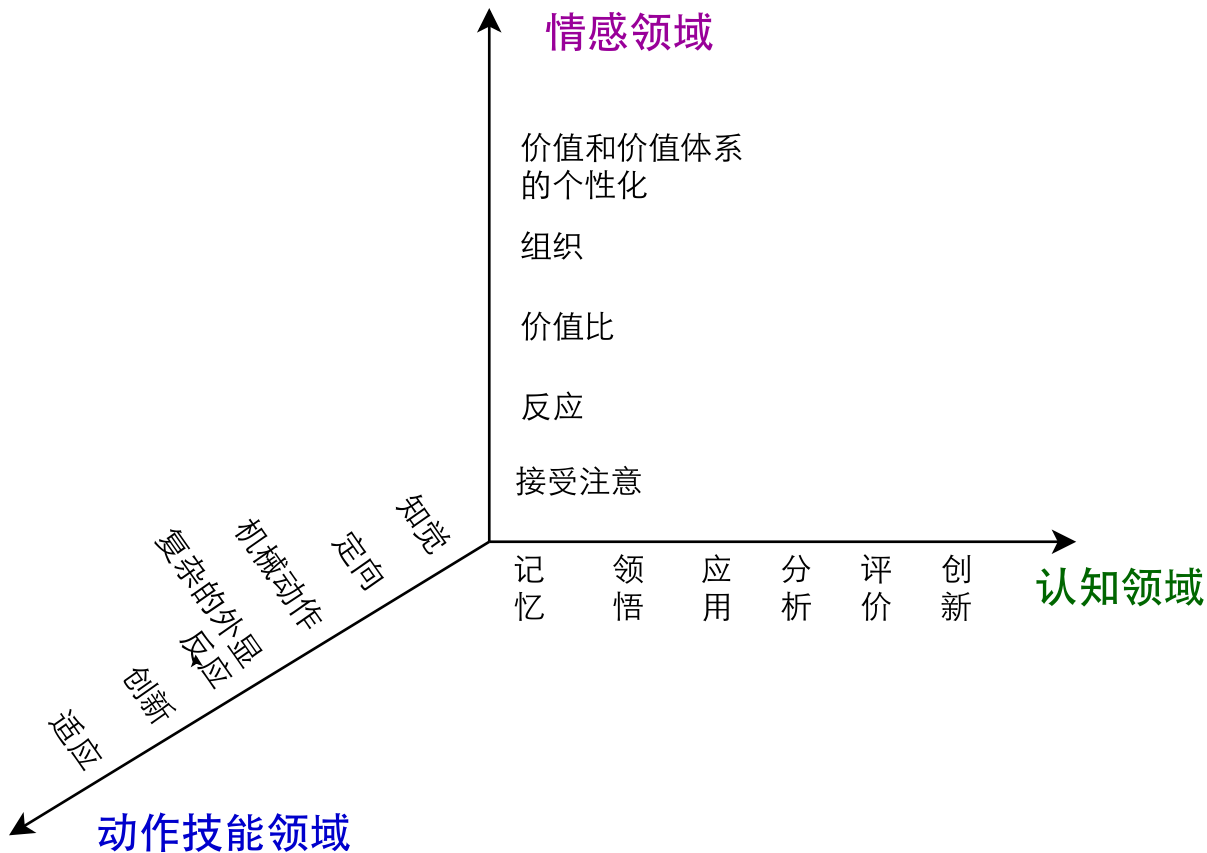 情感领域
价值和价值体系
的个性化
组织
价值比
反应
接受注意
知觉
定向
机械动作
复杂的外显
反应
创新
适应
记忆
领悟
应用
分析
评价
创新
认知领域
动作技能领域